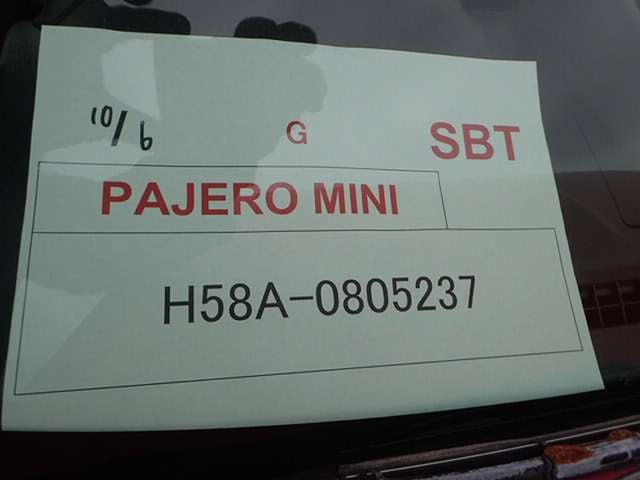 10/6 G SBT
PAJERO MINI
H58A-0805237